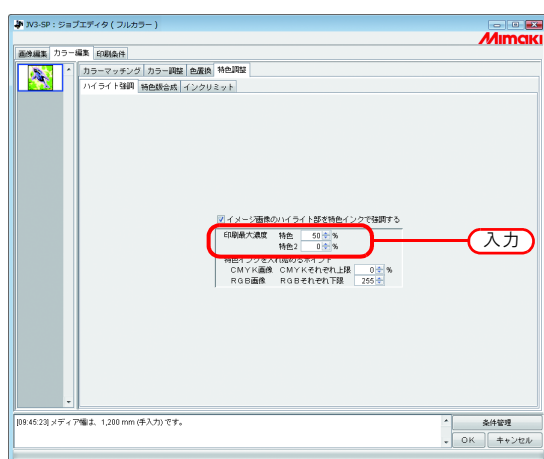 JV3-SP : ジョブエディタ ( フルカラー )
Mimaki
画像編集 カラー編集 印刷条件
カラーマッチング カラー調整 色置換 特色調整
ハイライト強調 特色版合成 インクリミット
イメージ画像のハイライト部を特色インクで強調する
印刷最大濃度 特色 50 %
特色2 0 %
入力
特色インクを入れ始めるポイント
CMYK画像 CMYKそれぞれ上限 0 %
RGB画像 RGBそれぞれ下限 255
[09:45:23] メディア幅は、1,200 mm (手入力) です。
条件管理
OK キャンセル